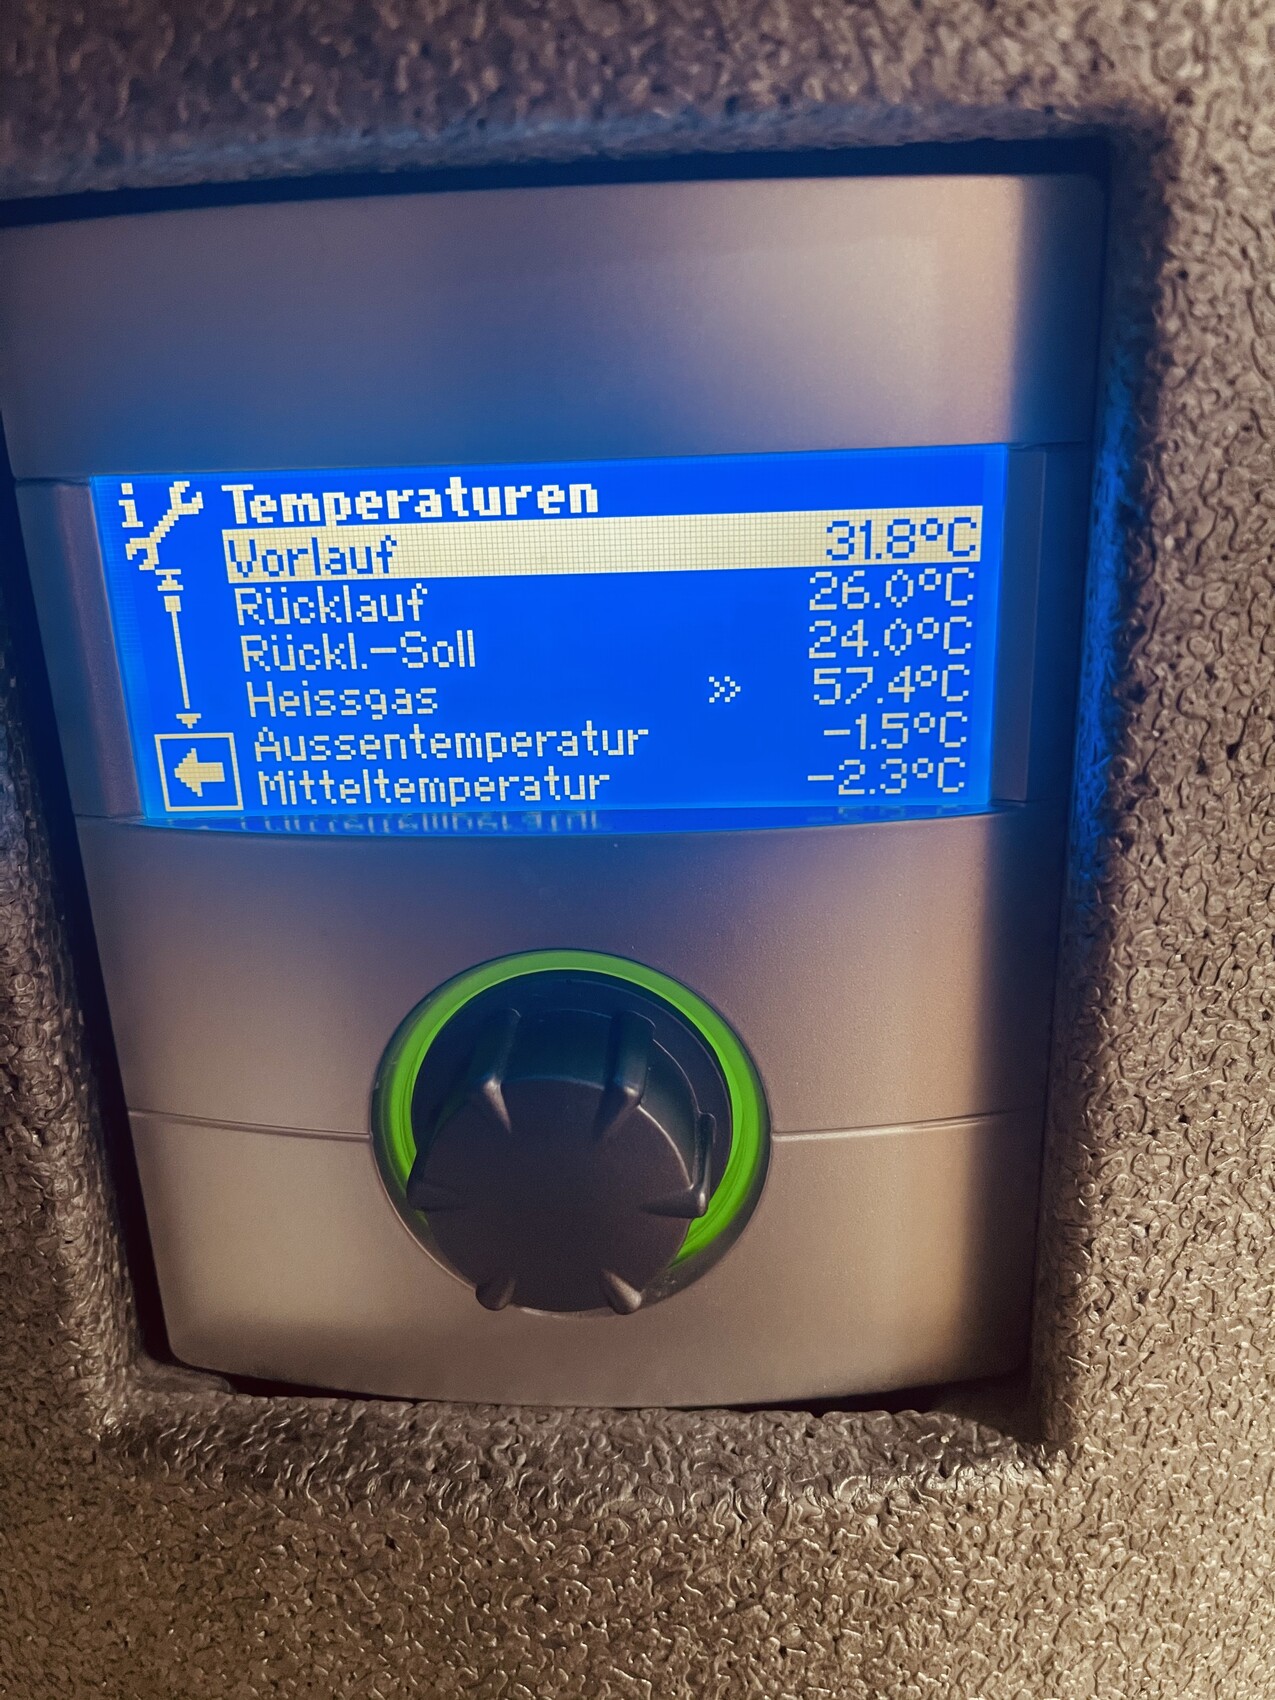 Temperaturen
Vorlauf 31.8°C
Rücklauf 26.0°C
Rückl.-Soll 24.0°C
Heissgas » 57.4°C
Aussentemperatur -1.5°C
Mitteltemperatur -2.3°C